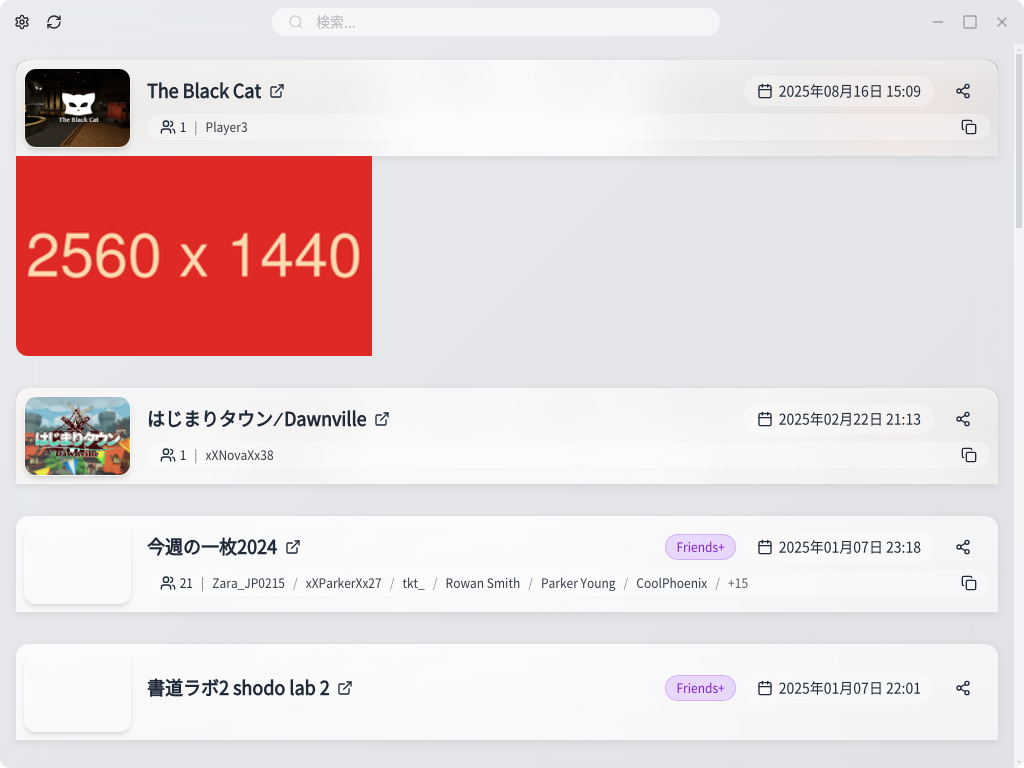 検索...
The Black Cat
2025年08月16日 15:09
The Black Cat
1 | Player3
2560 x 1440
はじまりタウン/Dawnville
2025年02月22日 21:13
はじまりタウン
Dawnville
1 | xXNovaXx38
今週の一枚2024
Friends+
2025年01月07日 23:18
21 | Zara_JP0215 / xXParkerXx27 / tkt_ / Rowan Smith / Parker Young / CoolPhoenix / +15
書道ラボ2 shodo lab 2
Friends+
2025年01月07日 22:01